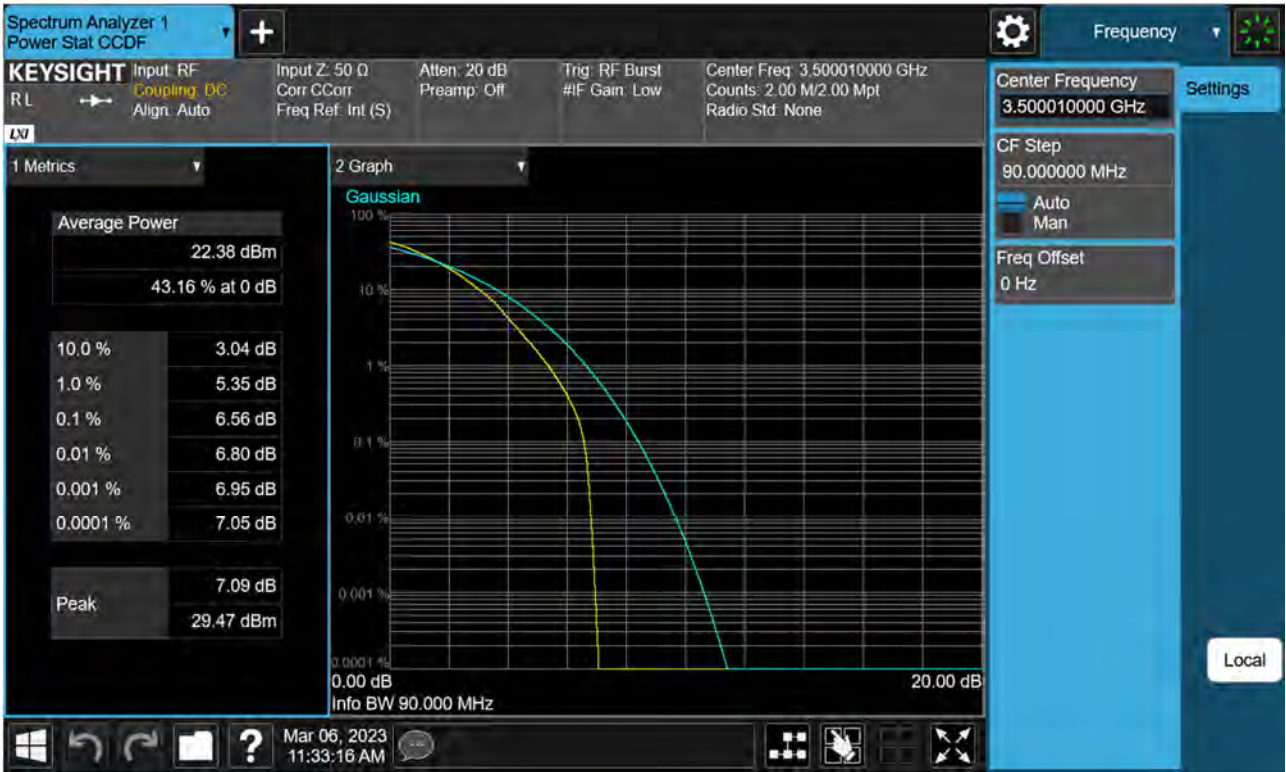 Spectrum Analyzer 1
Power Stat CCDF
Frequency
KEYSIGHT
RL
LXI
Input: RF
Coupling: DC
Align: Auto
Input Z: 50 Ω
Corr CCorr
Freq Ref: Int (S)
Atten: 20 dB
Preamp: Off
Trig: RF Burst
#IF Gain: Low
Center Freq: 3.500010000 GHz
Counts: 2.00 M/2.00 Mpt
Radio Std: None
Center Frequency
3.500010000 GHz
Settings
CF Step
90.000000 MHz
Auto
Man
Freq Offset
0 Hz
Local
1 Metrics
Average Power
22.38 dBm
43.16 % at 0 dB
10.0 % 3.04 dB
1.0 % 5.35 dB
0.1 % 6.56 dB
0.01 % 6.80 dB
0.001 % 6.95 dB
0.0001 % 7.05 dB
Peak
7.09 dB
29.47 dBm
2 Graph
Gaussian
100 %
10 %
1 %
0.1 %
0.01 %
0.001 %
0.0001 %
0.00 dB 20.00 dB
Info BW 90.000 MHz
?
Mar 06, 2023
11:33:16 AM